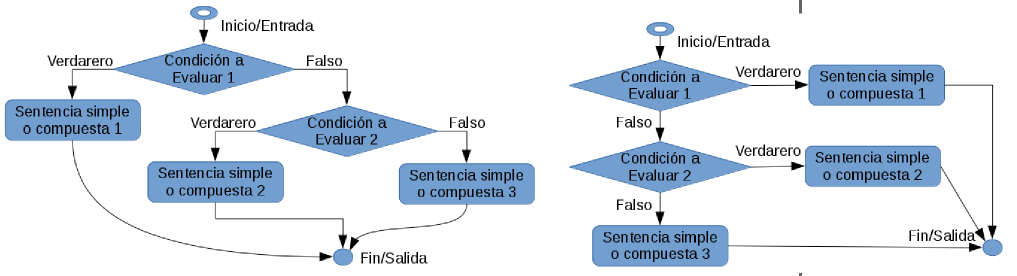 Inicio/Entrada
Condición a
Evaluar 1
Verdarero
Falso
Sentencia simple
o compuesta 1
Condición a
Evaluar 2
Verdarero
Falso
Sentencia simple
o compuesta 2
Sentencia simple
o compuesta 3
Fin/Salida
Inicio/Entrada
Condición a
Evaluar 1
Verdarero
Sentencia simple
o compuesta 1
Falso
Condición a
Evaluar 2
Verdarero
Sentencia simple
o compuesta 2
Falso
Sentencia simple
o compuesta 3
Fin/Salida